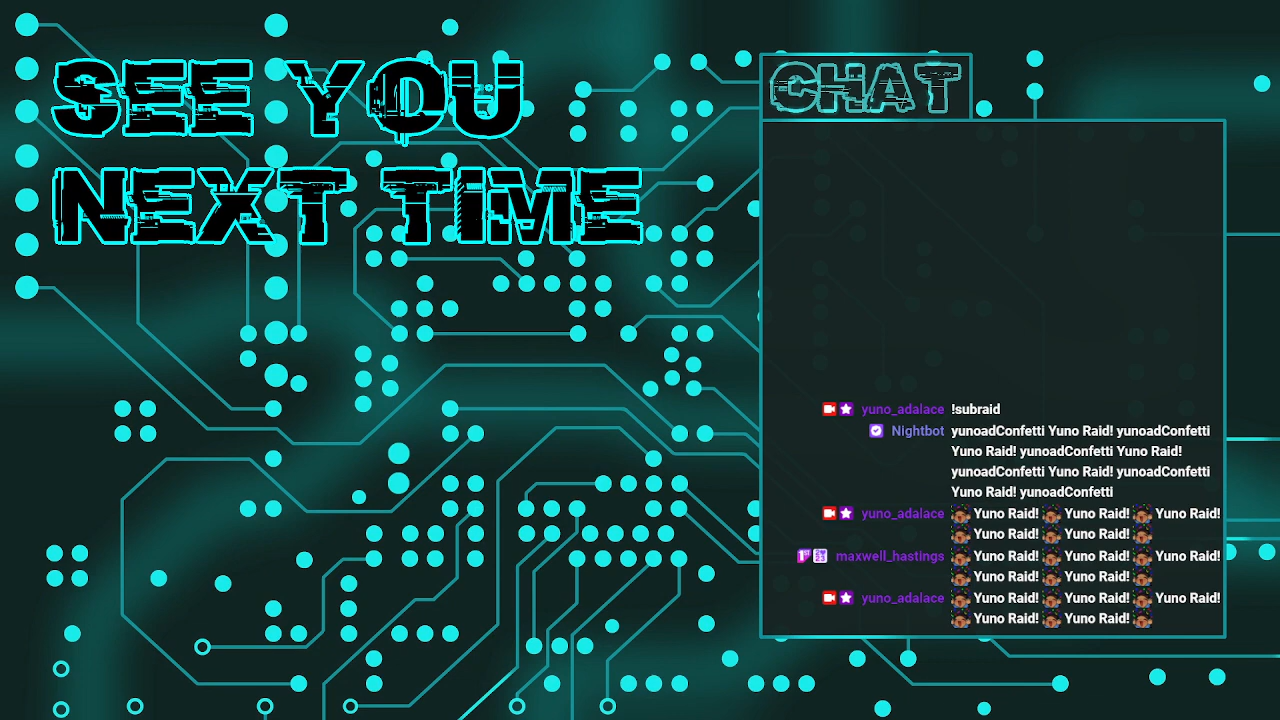 SEE YOU
NEXT TIME
CHAT
yuno_adalace !subraid
Nightbot yunoadConfetti Yuno Raid! yunoadConfetti
Yuno Raid! yunoadConfetti Yuno Raid!
yunoadConfetti Yuno Raid! yunoadConfetti
Yuno Raid! yunoadConfetti
yuno_adalace Yuno Raid! Yuno Raid! Yuno Raid!
Yuno Raid! Yuno Raid!
maxwell_hastings Yuno Raid! Yuno Raid! Yuno Raid!
Yuno Raid! Yuno Raid!
yuno_adalace Yuno Raid! Yuno Raid! Yuno Raid!
Yuno Raid! Yuno Raid!